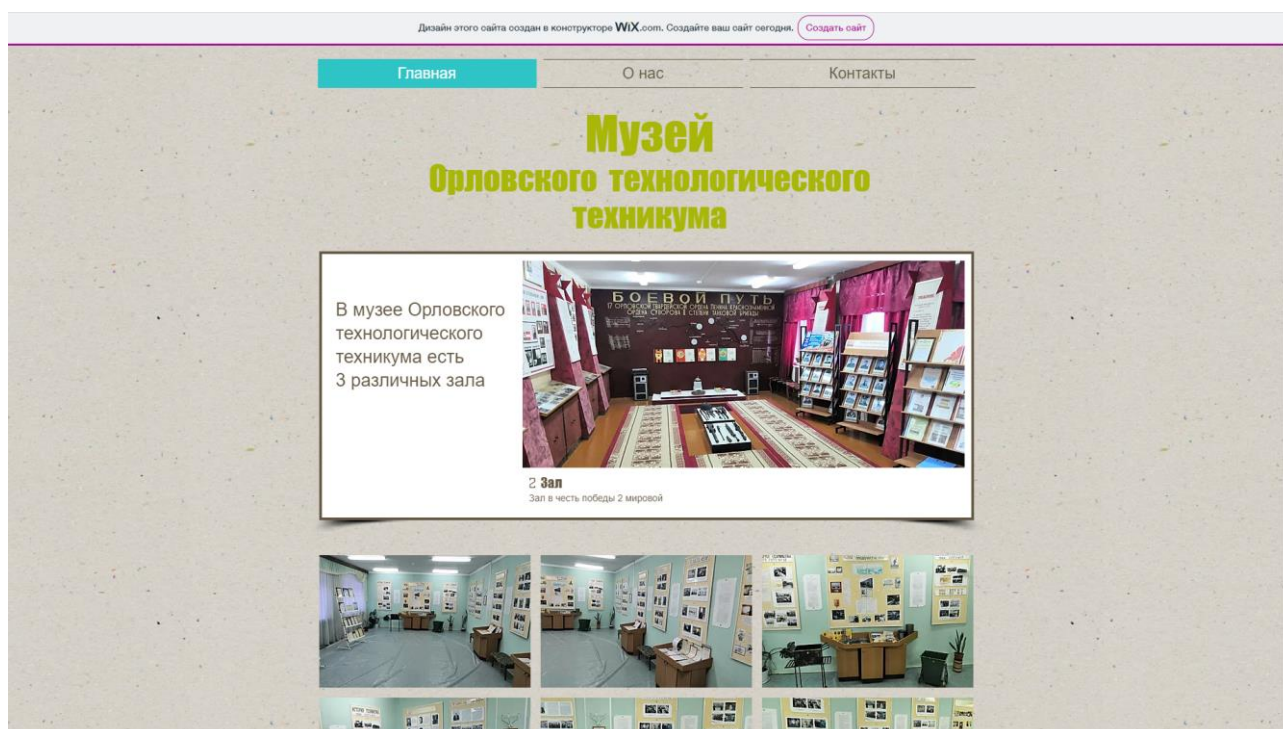 Дизайн этого сайта создан в конструкторе WiX.com. Создайте ваш сайт сегодня. Создать сайт
Главная О нас Контакты
Музей
Орловского технологического
техникума
В музее Орловского
технологического
техникума есть
3 различных зала
БОЕВОЙ ПУТЬ
2 Зал
Зал в честь победы 2 мировой